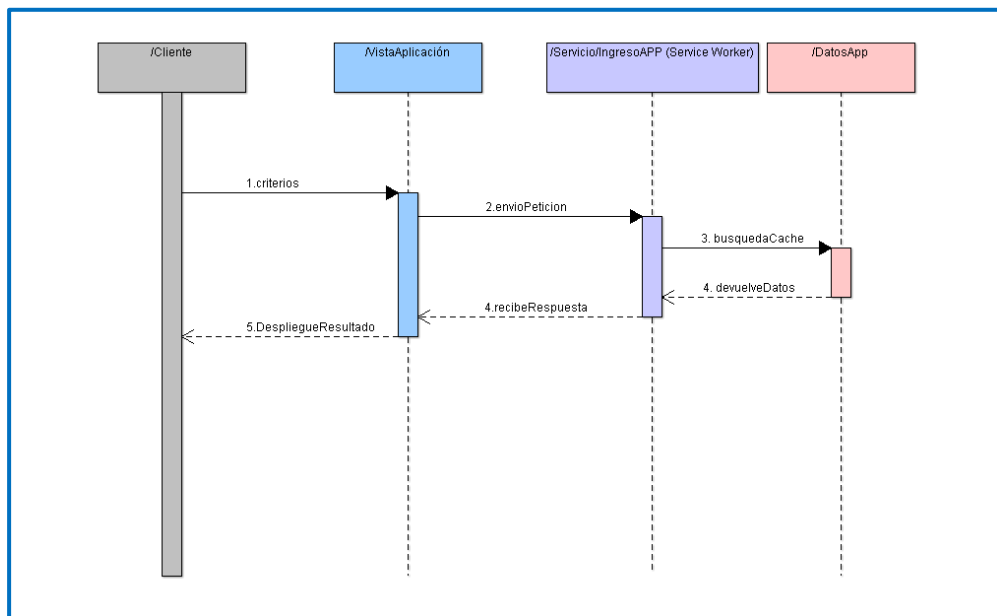 /Cliente
/VistaAplicación
/Servicio/IngresoAPP (Service Worker)
/DatosApp
1.criterios
2.envioPeticion
3. busquedaCache
4. devuelveDatos
4.recibeRespuesta
5.DespliegueResultado